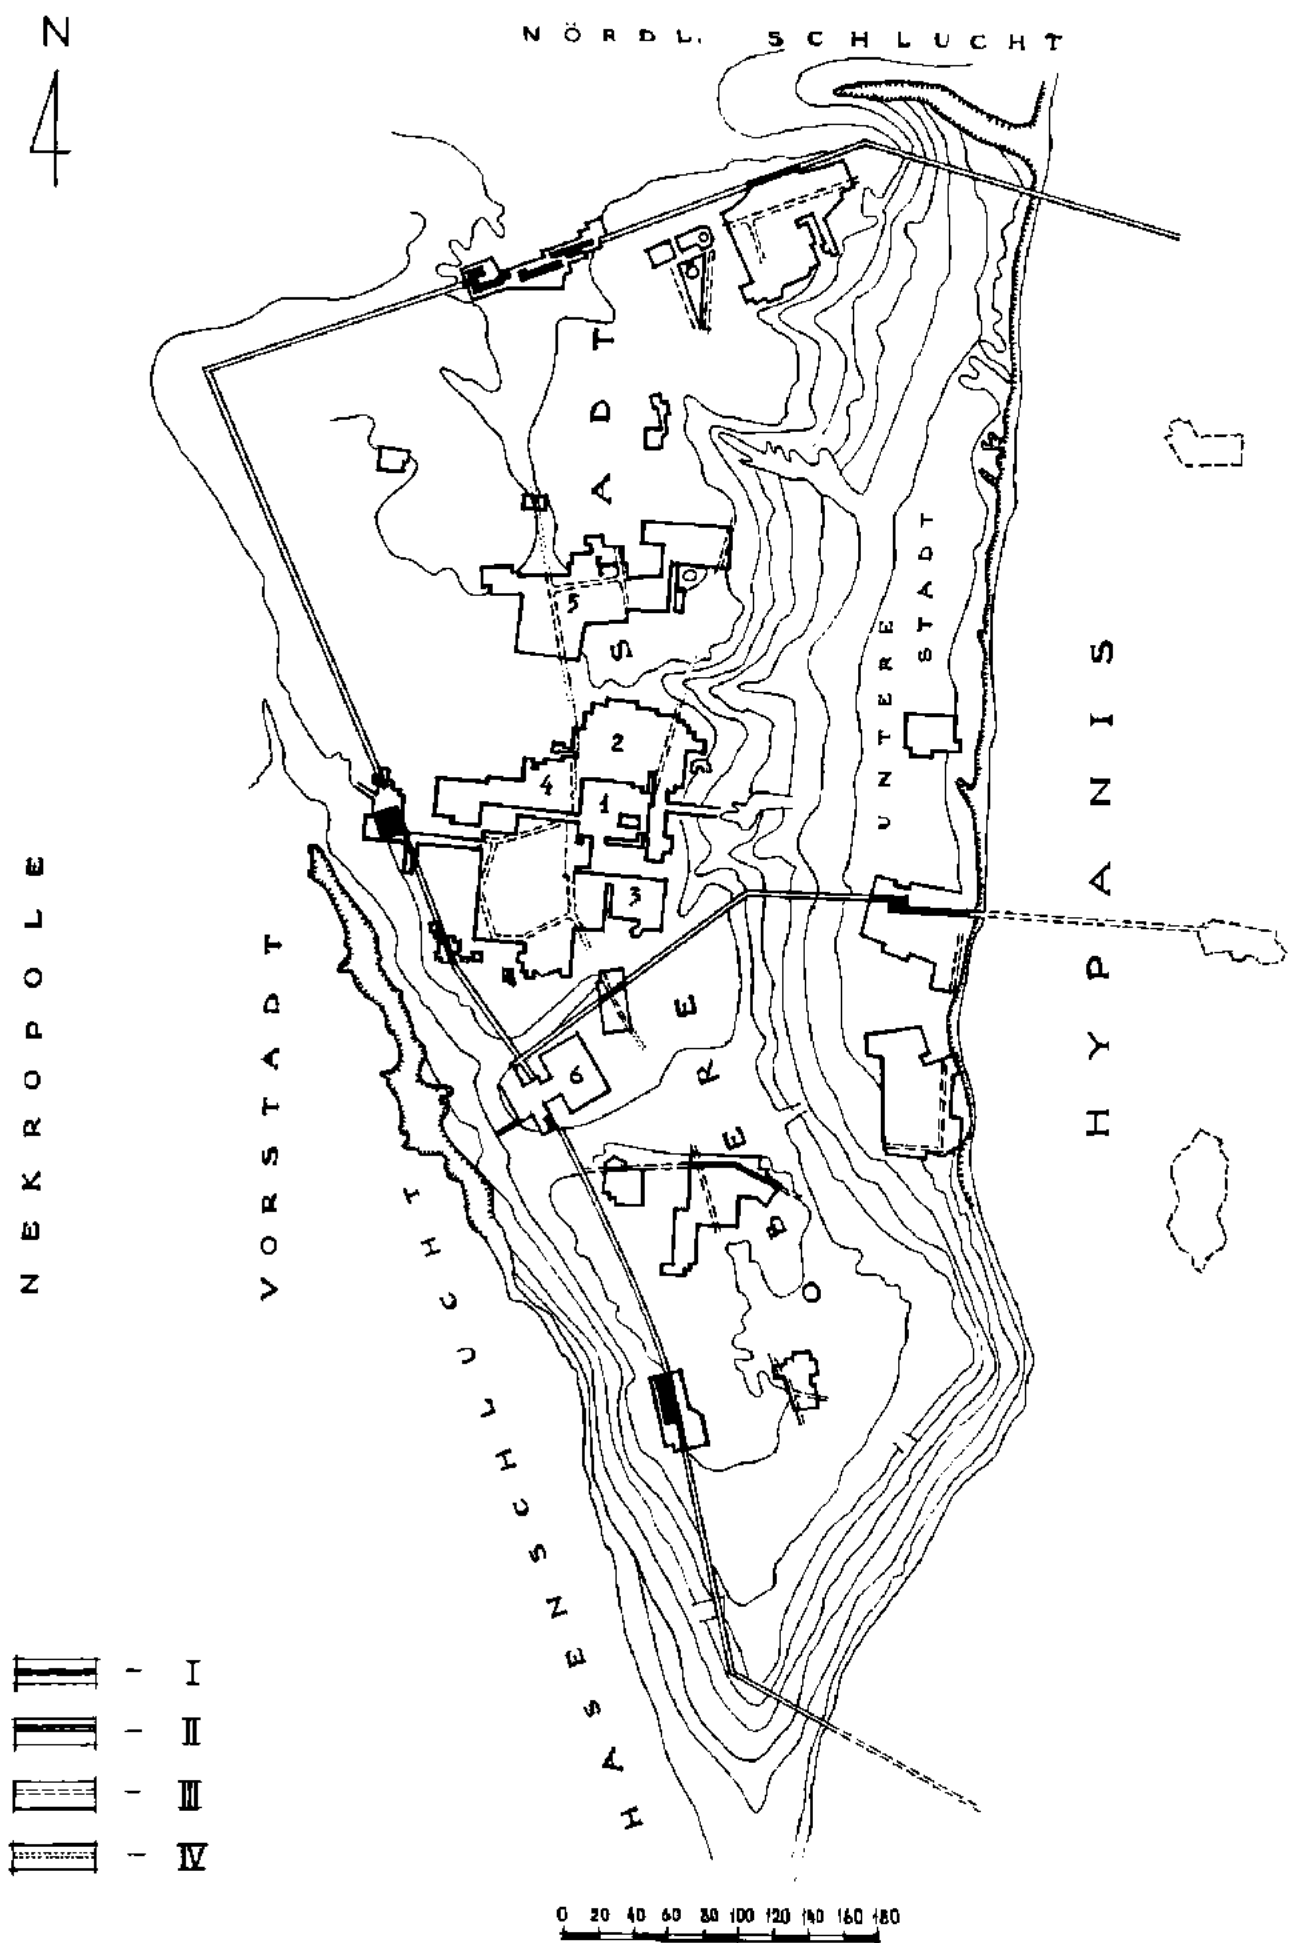 N
NÖRDL. SCHLUCHT
OBERE STADT
UNTERE
STADT
HYPANIS
NEKROPOLE
VORSTADT
HASENSCHLUCHT
5
2
4
1
3
6
- I
- II
- III
- IV
0 20 40 60 80 100 120 140 160 180